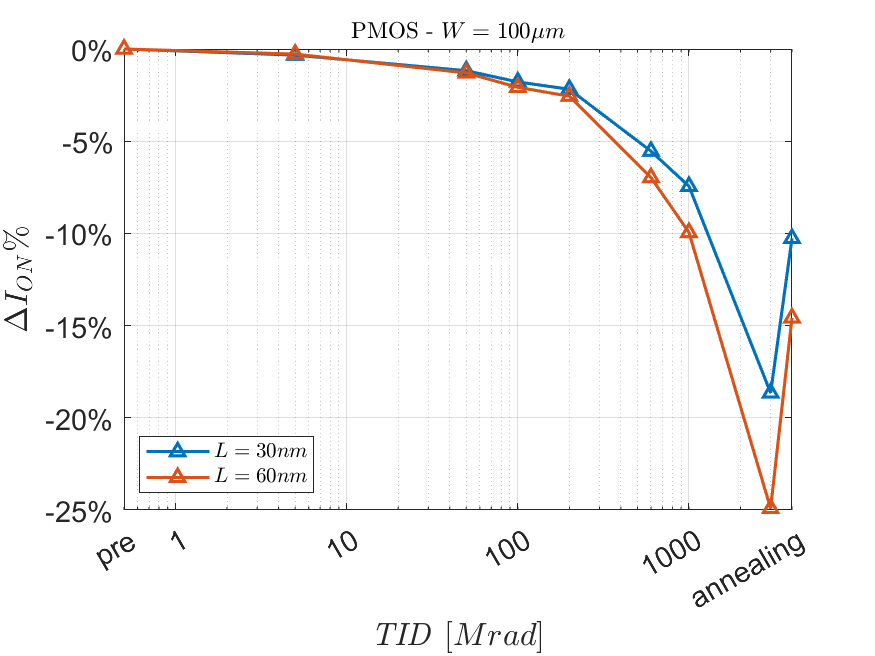 PMOS - W = 100μm
0%
-5%
-10%
-15%
-20%
-25%
ΔI_ON%
L = 30nm
L = 60nm
pre 1 10 100 1000 annealing
TID [Mrad]